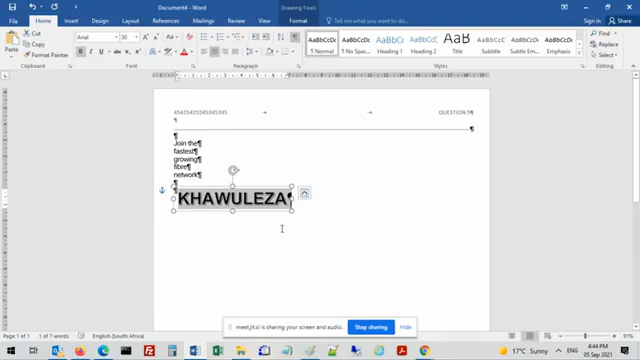 Document4 - Word
Drawing Tools
File
Home
Insert
Design
Layout
References
Mailings
Review
View
Help
Format
Tell me what you want to do
Sign in
Share
Cut
Copy
Format Painter
Paste
Clipboard
Arial
30
Font
Paragraph
AaBbCcDc
¶ Normal
AaBbCcDc
¶ No Spac...
AaBbCc
Heading 1
AaBbCc
Heading 2
AaB
Title
AaBbCcC
Subtitle
AaBbCcDc
Subtle Em...
AaBbCcDc
Emphasis
Styles
Find
Replace
Select
Editing
45435453545345345
QUESTION 5¶
Join the¶
fastest¶
growing¶
fibre¶
network¶
KHAWULEZA¶
meet.jit.si is sharing your screen and audio.
Stop sharing
Hide
Page 1 of 1
1 of 7 words
English (South Africa)
91%
17°C Sunny
ENG
4:44 PM
05 Sep 2021